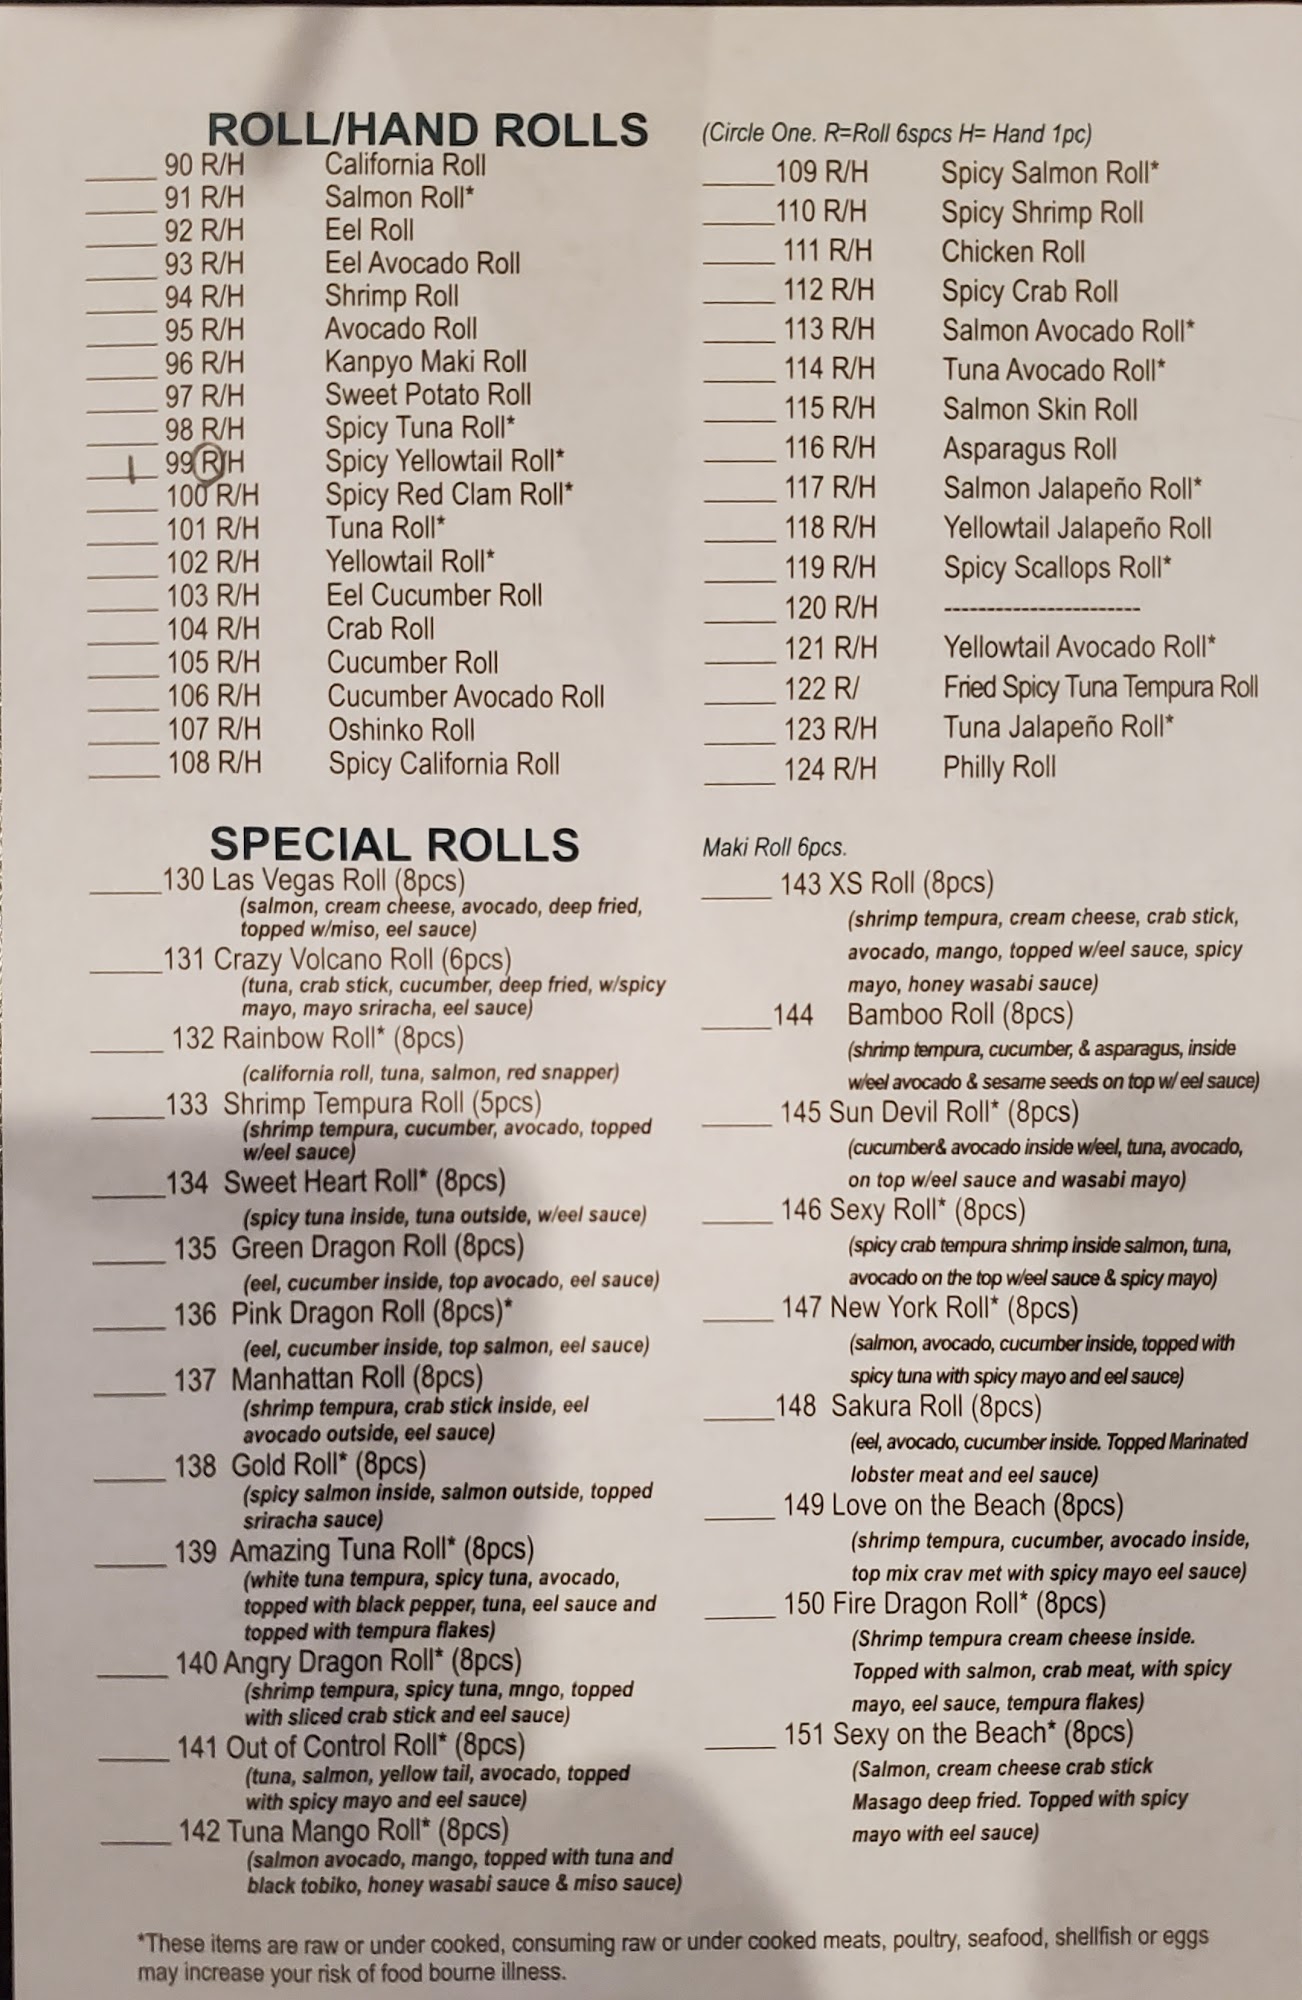 ROLL/HAND ROLLS
(Circle One. R=Roll 6spcs H= Hand 1pc)
90 R/H California Roll
91 R/H Salmon Roll*
92 R/H Eel Roll
93 R/H Eel Avocado Roll
94 R/H Shrimp Roll
95 R/H Avocado Roll
96 R/H Kanpyo Maki Roll
97 R/H Sweet Potato Roll
98 R/H Spicy Tuna Roll*
1 99 R/H Spicy Yellowtail Roll*
100 R/H Spicy Red Clam Roll*
101 R/H Tuna Roll*
102 R/H Yellowtail Roll*
103 R/H Eel Cucumber Roll
104 R/H Crab Roll
105 R/H Cucumber Roll
106 R/H Cucumber Avocado Roll
107 R/H Oshinko Roll
108 R/H Spicy California Roll
109 R/H Spicy Salmon Roll*
110 R/H Spicy Shrimp Roll
111 R/H Chicken Roll
112 R/H Spicy Crab Roll
113 R/H Salmon Avocado Roll*
114 R/H Tuna Avocado Roll*
115 R/H Salmon Skin Roll
116 R/H Asparagus Roll
117 R/H Salmon Jalapeño Roll*
118 R/H Yellowtail Jalapeño Roll
119 R/H Spicy Scallops Roll*
120 R/H -----------------------
121 R/H Yellowtail Avocado Roll*
122 R/ Fried Spicy Tuna Tempura Roll
123 R/H Tuna Jalapeño Roll*
124 R/H Philly Roll
SPECIAL ROLLS
Maki Roll 6pcs.
130 Las Vegas Roll (8pcs)
(salmon, cream cheese, avocado, deep fried,
topped w/miso, eel sauce)
131 Crazy Volcano Roll (6pcs)
(tuna, crab stick, cucumber, deep fried, w/spicy
mayo, mayo sriracha, eel sauce)
132 Rainbow Roll* (8pcs)
(california roll, tuna, salmon, red snapper)
133 Shrimp Tempura Roll (5pcs)
(shrimp tempura, cucumber, avocado, topped
w/eel sauce)
134 Sweet Heart Roll* (8pcs)
(spicy tuna inside, tuna outside, w/eel sauce)
135 Green Dragon Roll (8pcs)
(eel, cucumber inside, top avocado, eel sauce)
136 Pink Dragon Roll (8pcs)*
(eel, cucumber inside, top salmon, eel sauce)
137 Manhattan Roll (8pcs)
(shrimp tempura, crab stick inside, eel
avocado outside, eel sauce)
138 Gold Roll* (8pcs)
(spicy salmon inside, salmon outside, topped
sriracha sauce)
139 Amazing Tuna Roll* (8pcs)
(white tuna tempura, spicy tuna, avocado,
topped with black pepper, tuna, eel sauce and
topped with tempura flakes)
140 Angry Dragon Roll* (8pcs)
(shrimp tempura, spicy tuna, mngo, topped
with sliced crab stick and eel sauce)
141 Out of Control Roll* (8pcs)
(tuna, salmon, yellow tail, avocado, topped
with spicy mayo and eel sauce)
142 Tuna Mango Roll* (8pcs)
(salmon avocado, mango, topped with tuna and
black tobiko, honey wasabi sauce & miso sauce)
143 XS Roll (8pcs)
(shrimp tempura, cream cheese, crab stick,
avocado, mango, topped w/eel sauce, spicy
mayo, honey wasabi sauce)
144 Bamboo Roll (8pcs)
(shrimp tempura, cucumber, & asparagus, inside
w/eel avocado & sesame seeds on top w/ eel sauce)
145 Sun Devil Roll* (8pcs)
(cucumber& avocado inside w/eel, tuna, avocado,
on top w/eel sauce and wasabi mayo)
146 Sexy Roll* (8pcs)
(spicy crab tempura shrimp inside salmon, tuna,
avocado on the top w/eel sauce & spicy mayo)
147 New York Roll* (8pcs)
(salmon, avocado, cucumber inside, topped with
spicy tuna with spicy mayo and eel sauce)
148 Sakura Roll (8pcs)
(eel, avocado, cucumber inside. Topped Marinated
lobster meat and eel sauce)
149 Love on the Beach (8pcs)
(shrimp tempura, cucumber, avocado inside,
top mix crav met with spicy mayo eel sauce)
150 Fire Dragon Roll* (8pcs)
(Shrimp tempura cream cheese inside.
Topped with salmon, crab meat, with spicy
mayo, eel sauce, tempura flakes)
151 Sexy on the Beach* (8pcs)
(Salmon, cream cheese crab stick
Masago deep fried. Topped with spicy
mayo with eel sauce)
*These items are raw or under cooked, consuming raw or under cooked meats, poultry, seafood, shellfish or eggs
may increase your risk of food bourne illness.